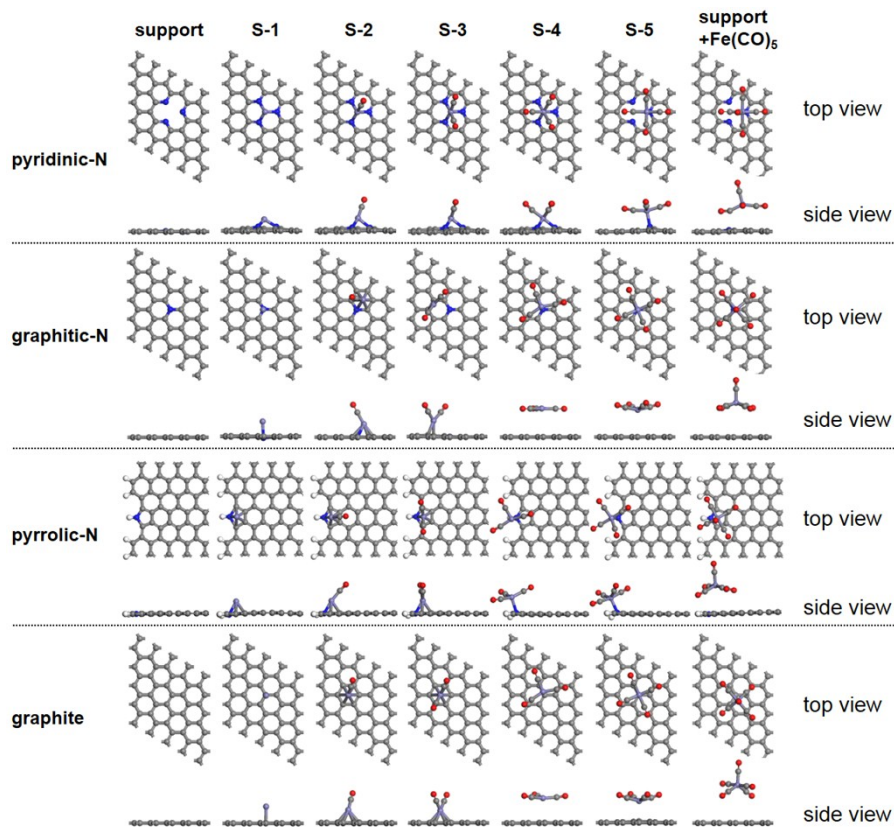 support S-1 S-2 S-3 S-4 S-5 support
+Fe(CO)₅
top view
pyridinic-N
side view
top view
graphitic-N
side view
top view
pyrrolic-N
side view
top view
graphite
side view